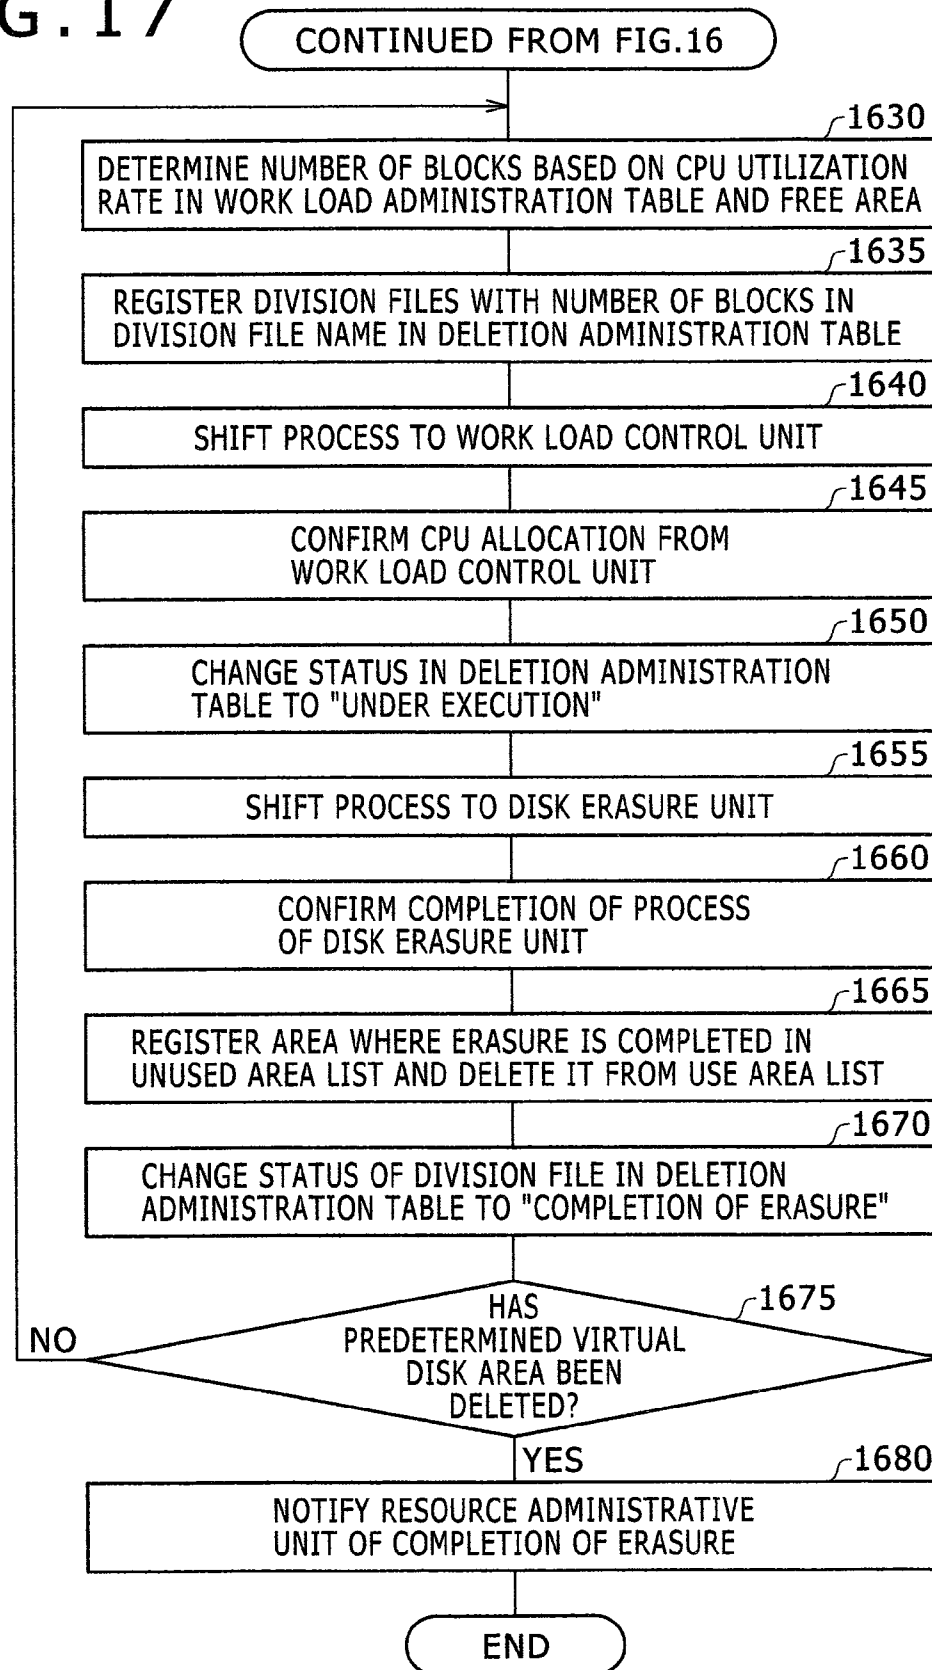 G.17
CONTINUED FROM FIG.16
1630
DETERMINE NUMBER OF BLOCKS BASED ON CPU UTILIZATION
RATE IN WORK LOAD ADMINISTRATION TABLE AND FREE AREA
1635
REGISTER DIVISION FILES WITH NUMBER OF BLOCKS IN
DIVISION FILE NAME IN DELETION ADMINISTRATION TABLE
1640
SHIFT PROCESS TO WORK LOAD CONTROL UNIT
1645
CONFIRM CPU ALLOCATION FROM
WORK LOAD CONTROL UNIT
1650
CHANGE STATUS IN DELETION ADMINISTRATION
TABLE TO "UNDER EXECUTION"
1655
SHIFT PROCESS TO DISK ERASURE UNIT
1660
CONFIRM COMPLETION OF PROCESS
OF DISK ERASURE UNIT
1665
REGISTER AREA WHERE ERASURE IS COMPLETED IN
UNUSED AREA LIST AND DELETE IT FROM USE AREA LIST
1670
CHANGE STATUS OF DIVISION FILE IN DELETION
ADMINISTRATION TABLE TO "COMPLETION OF ERASURE"
1675
HAS
PREDETERMINED VIRTUAL
DISK AREA BEEN
DELETED?
NO
YES
1680
NOTIFY RESOURCE ADMINISTRATIVE
UNIT OF COMPLETION OF ERASURE
END